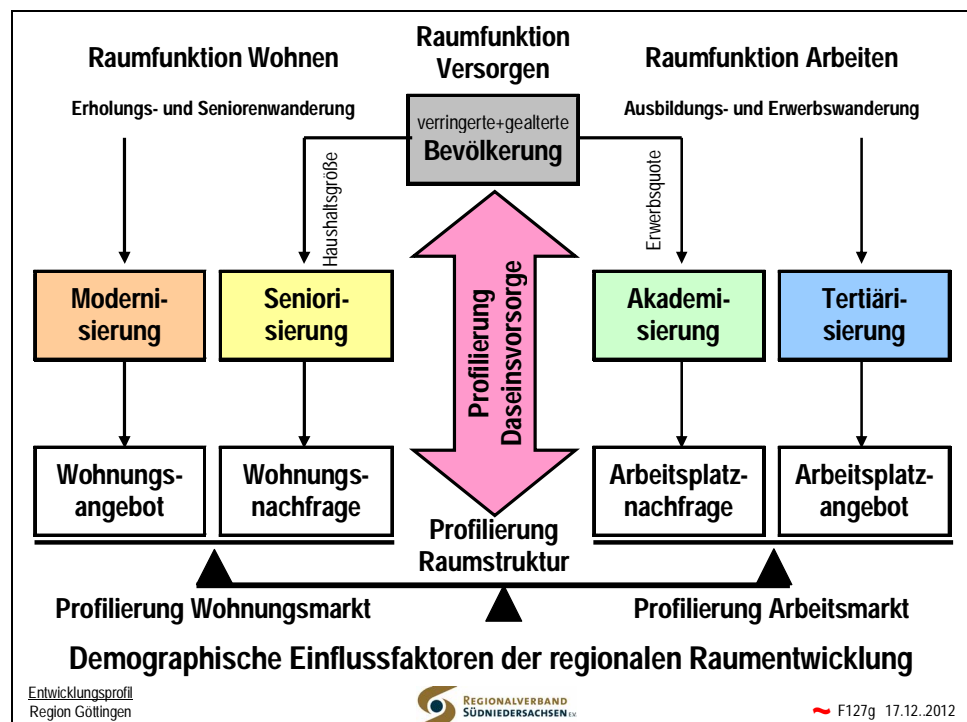 Raumfunktion Wohnen
Raumfunktion
Versorgen
Raumfunktion Arbeiten
Erholungs- und Seniorenwanderung
verringerte+gealterte
Bevölkerung
Ausbildungs- und Erwerbswanderung
Haushaltsgröße
Erwerbsquote
Moderni-
sierung
Seniori-
sierung
Profilierung
Daseinsvorsorge
Akademi-
sierung
Tertiäri-
sierung
Wohnungs-
angebot
Wohnungs-
nachfrage
Arbeitsplatz-
nachfrage
Arbeitsplatz-
angebot
Profilierung
Raumstruktur
Profilierung Wohnungsmarkt
Profilierung Arbeitsmarkt
Demographische Einflussfaktoren der regionalen Raumentwicklung
Entwicklungsprofil
Region Göttingen
REGIONALVERBAND
SÜDNIEDERSACHSEN E.V.
F127g 17.12..2012